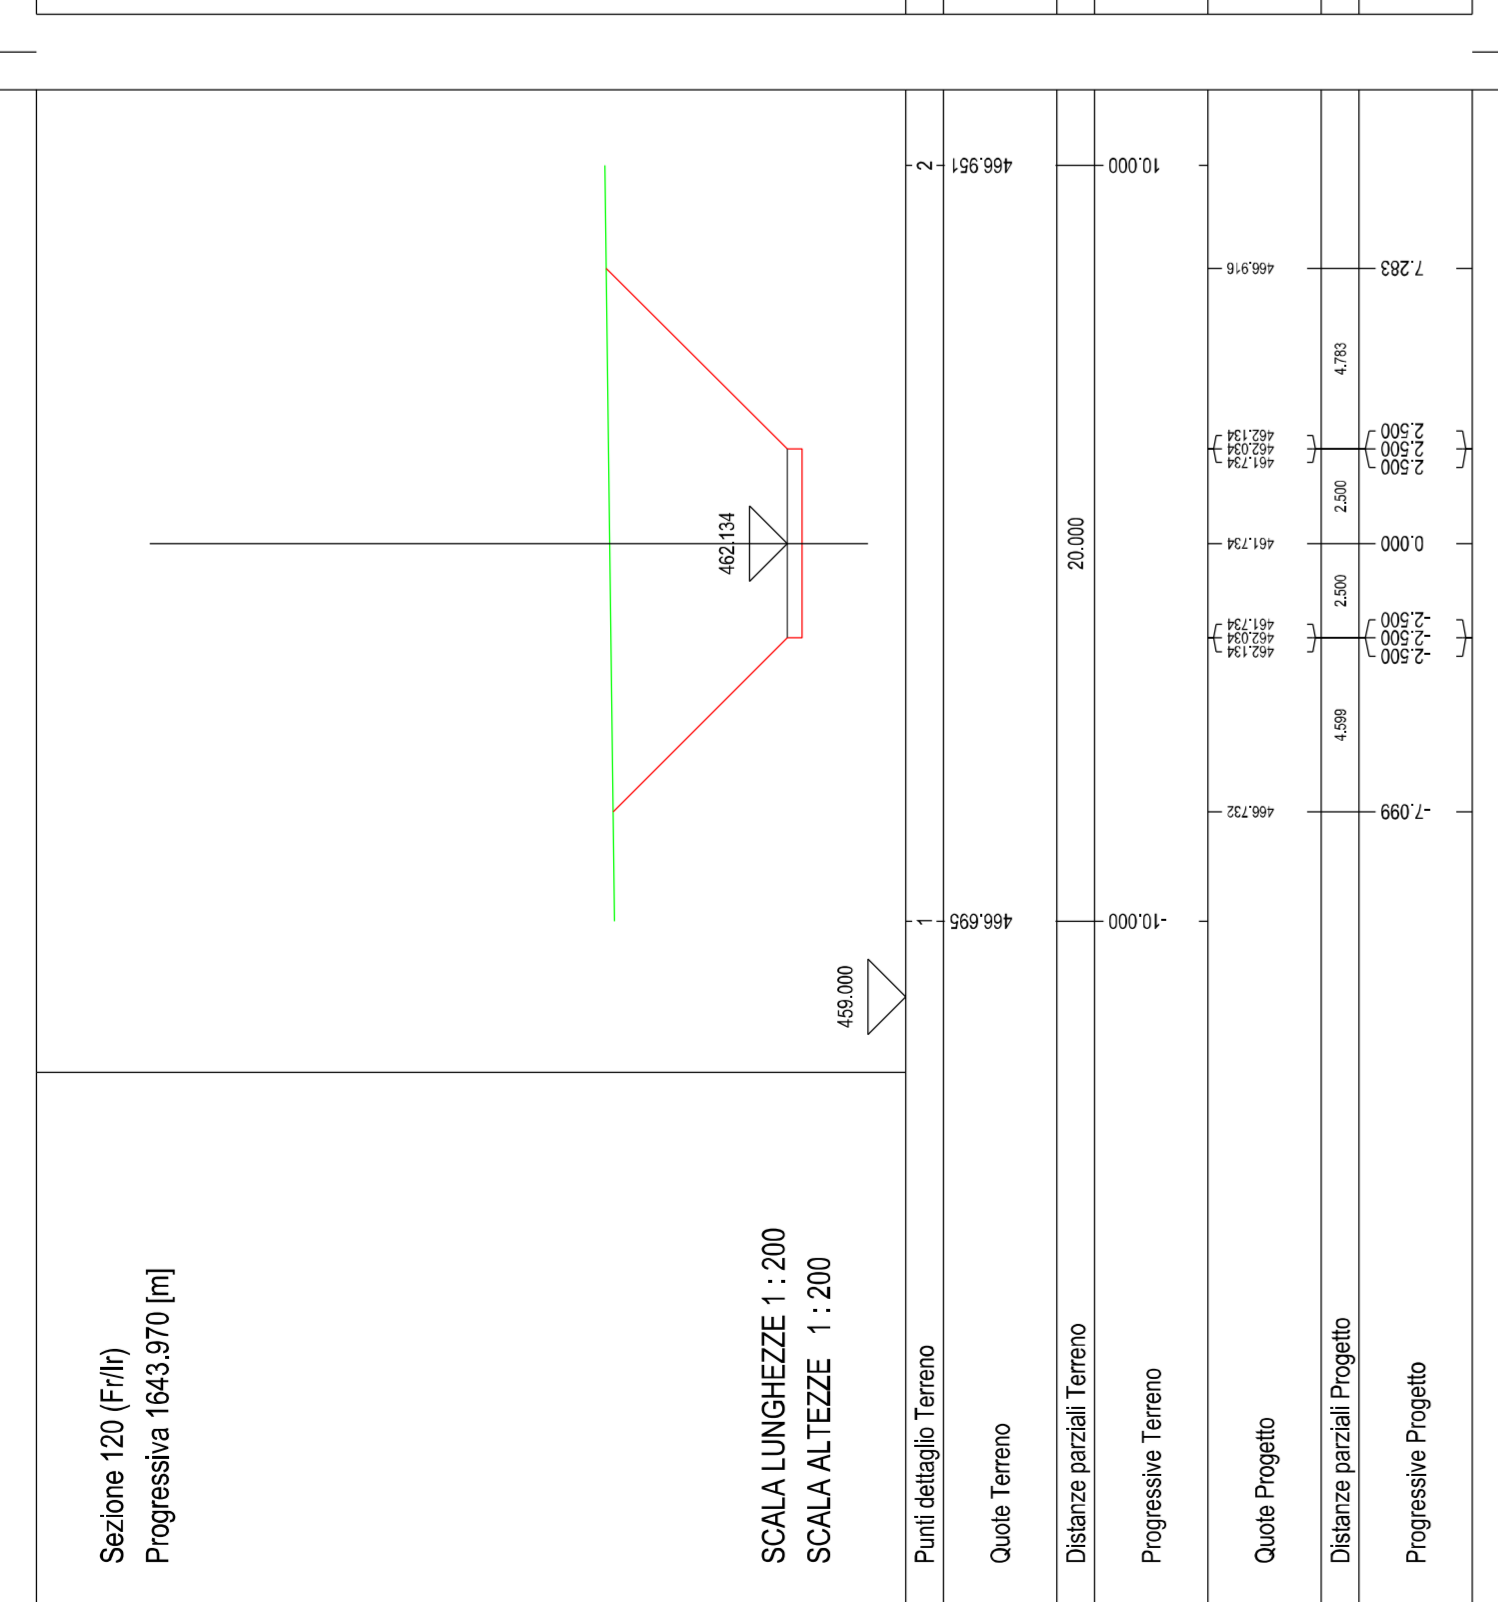 Sezione 120 (Fr/Ir)
Progressiva 1643.970 [m]
462.134
459.000
SCALA LUNGHEZZE 1 : 200
SCALA ALTEZZE 1 : 200
Punti dettaglio Terreno
1
2
Quote Terreno
466.695
466.951
Distanze parziali Terreno
20.000
Progressive Terreno
-10.000
10.000
Quote Progetto
466.732
462.134
462.034
461.734
461.734
461.734
462.034
462.134
466.916
Distanze parziali Progetto
4.599
2.500
2.500
4.783
Progressive Progetto
-7.099
-2.500
-2.500
-2.500
0.000
2.500
2.500
2.500
7.283